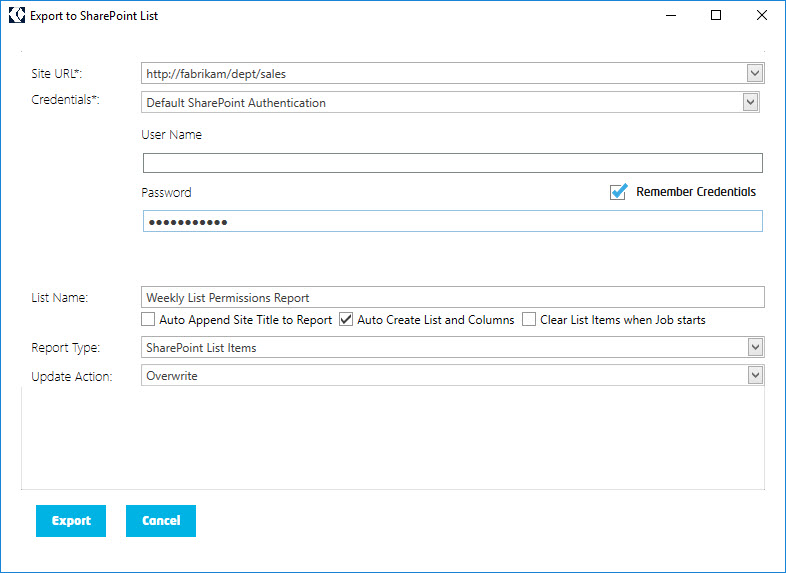 Export to SharePoint List
Site URL*: http://fabrikam/dept/sales
Credentials*: Default SharePoint Authentication
User Name
Password Remember Credentials
●●●●●●●●●●●
List Name: Weekly List Permissions Report
Auto Append Site Title to Report Auto Create List and Columns Clear List Items when Job starts
Report Type: SharePoint List Items
Update Action: Overwrite
Export Cancel